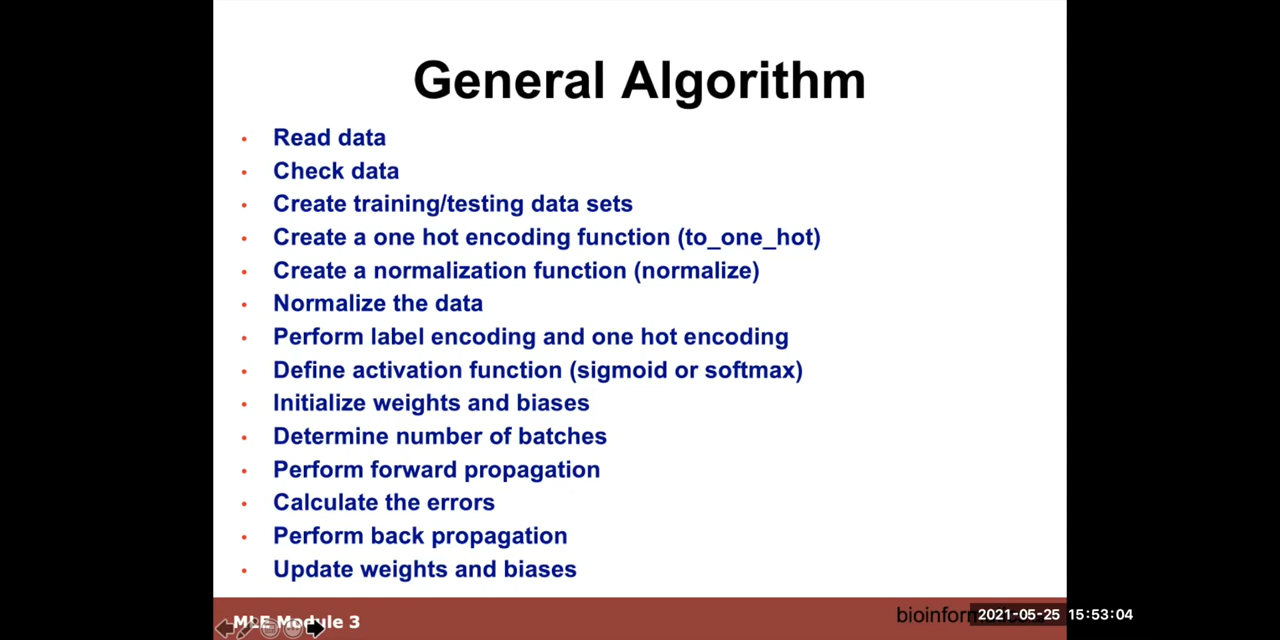 General Algorithm
• Read data
• Check data
• Create training/testing data sets
• Create a one hot encoding function (to_one_hot)
• Create a normalization function (normalize)
• Normalize the data
• Perform label encoding and one hot encoding
• Define activation function (sigmoid or softmax)
• Initialize weights and biases
• Determine number of batches
• Perform forward propagation
• Calculate the errors
• Perform back propagation
• Update weights and biases
MLE Module 3
2021-05-25 15:53:04